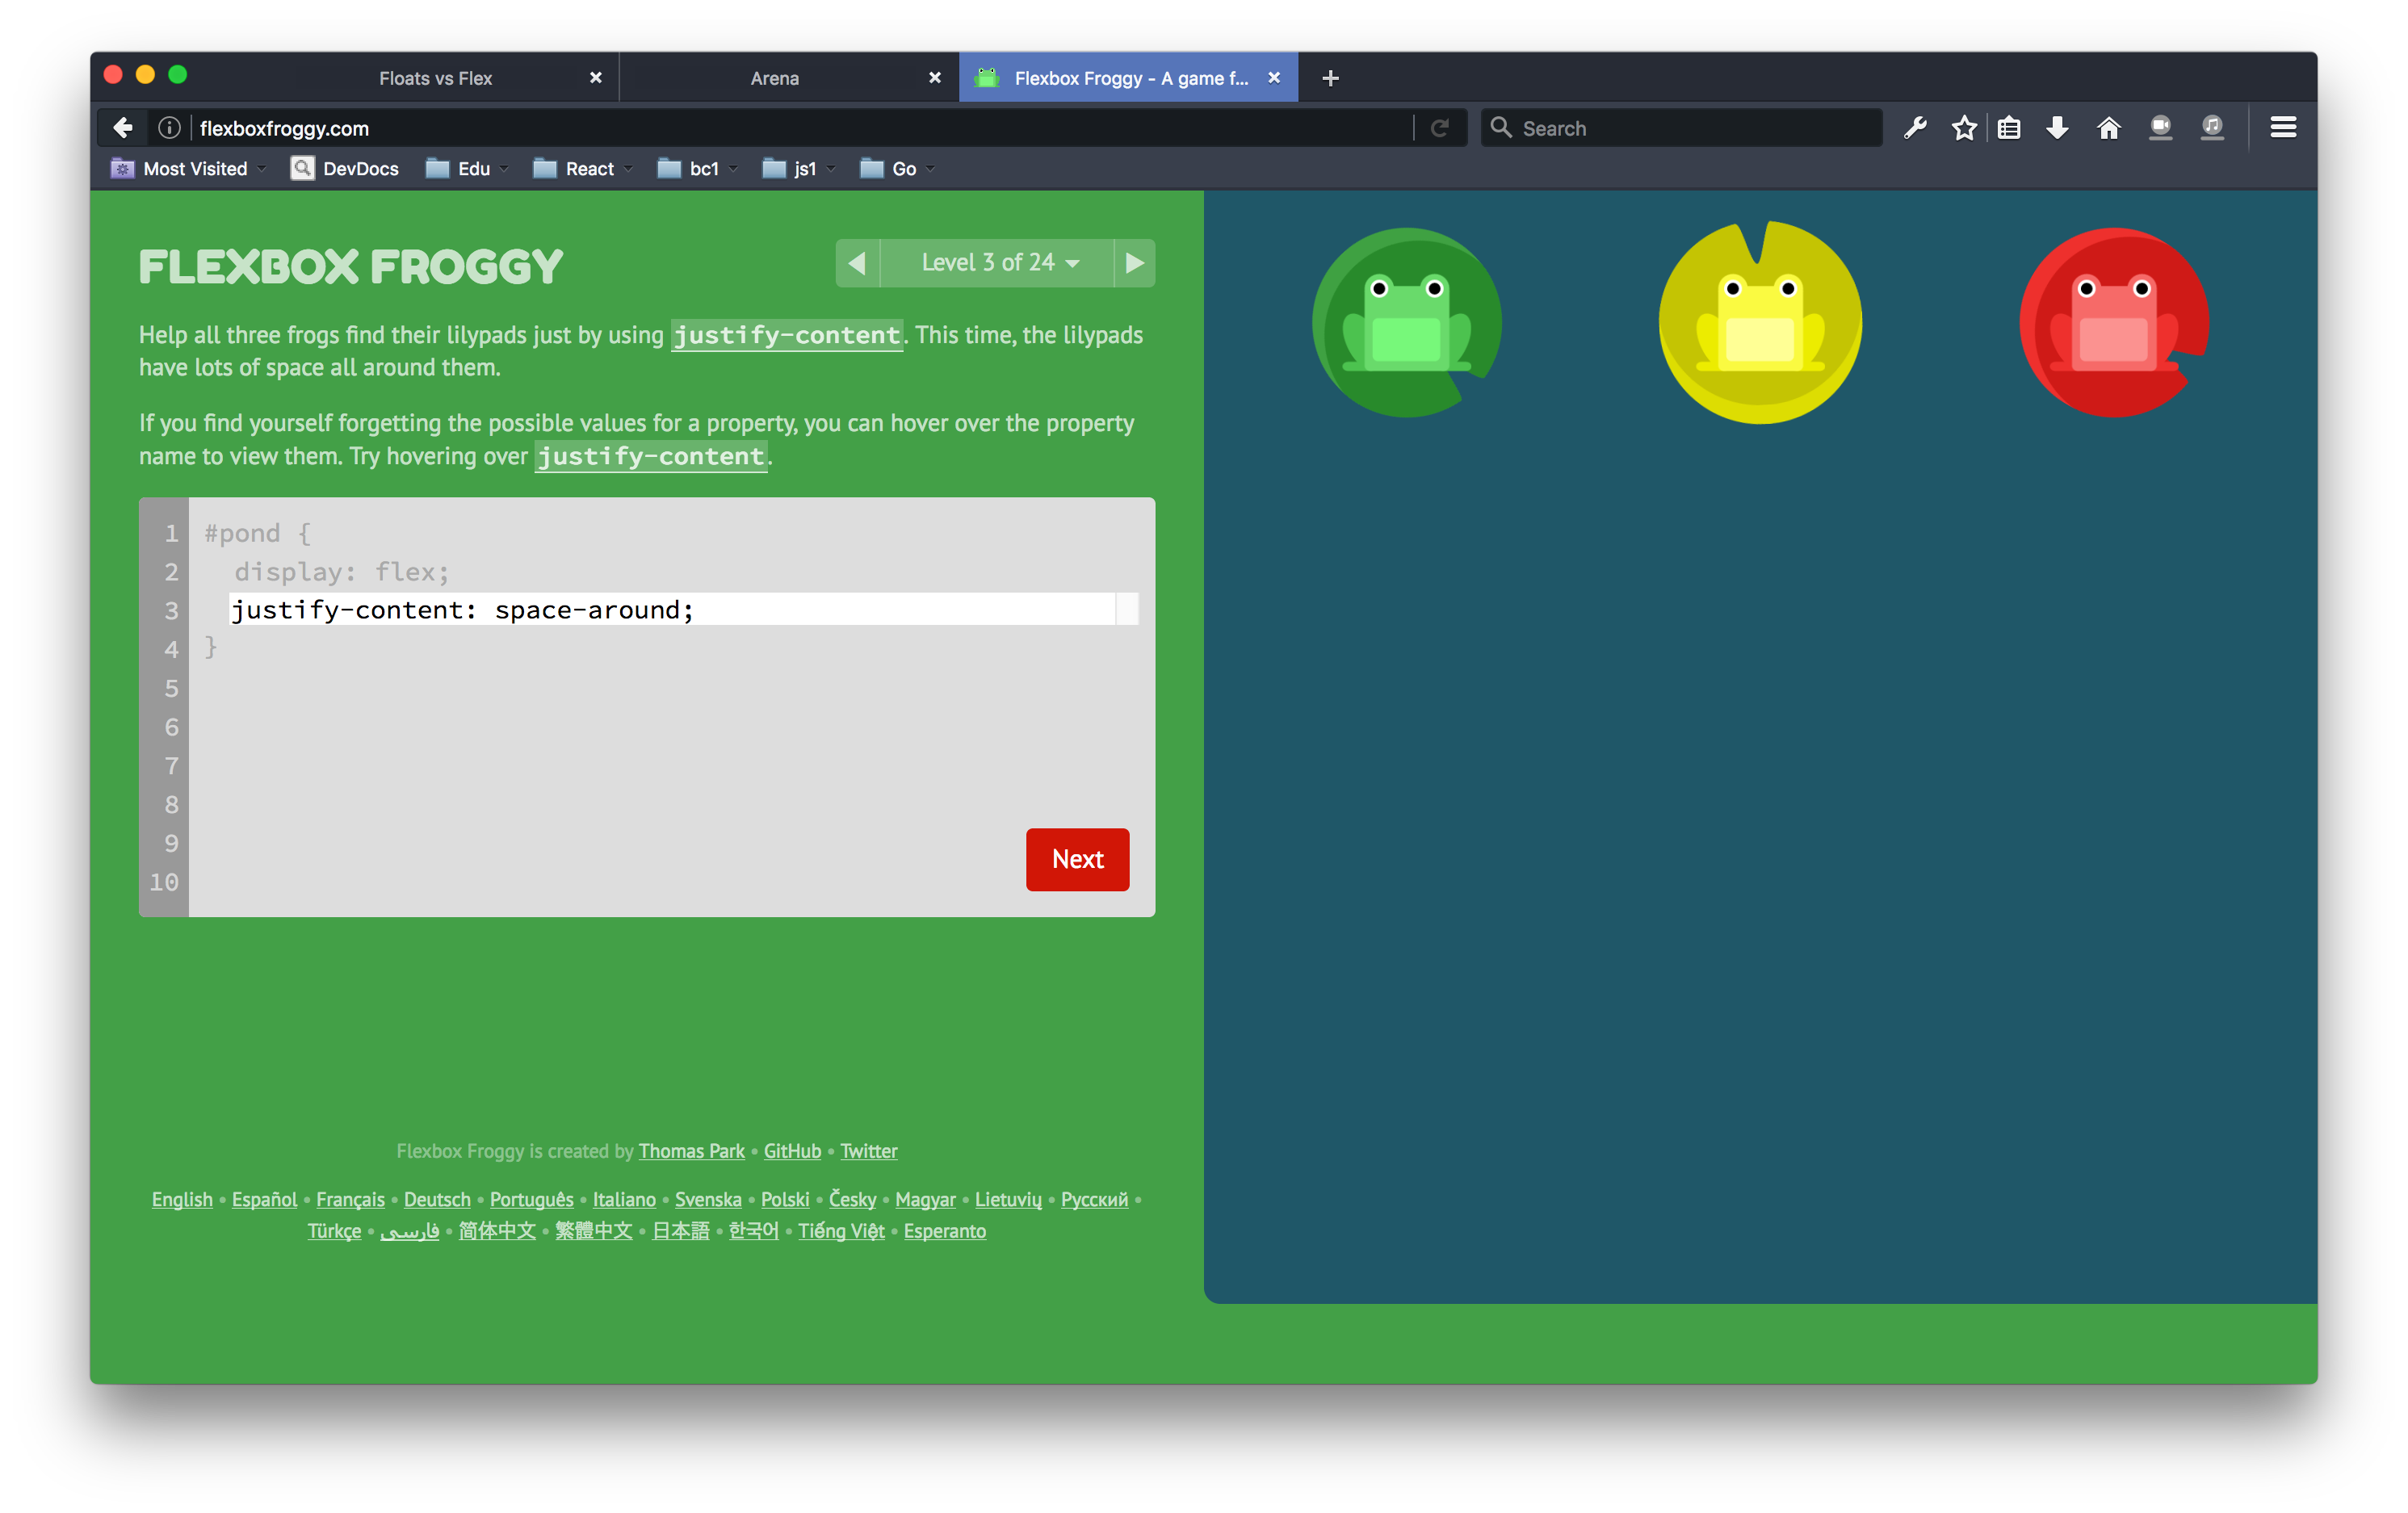 Floats vs Flex
Arena
Flexbox Froggy - A game f...
flexboxfroggy.com
Search
Most Visited
DevDocs
Edu
React
bc1
js1
Go
FLEXBOX FROGGY
Level 3 of 24
Help all three frogs find their lilypads just by using justify-content. This time, the lilypads
have lots of space all around them.
If you find yourself forgetting the possible values for a property, you can hover over the property
name to view them. Try hovering over justify-content.
1 #pond {
2 display: flex;
3 justify-content: space-around;
4 }
5
6
7
8
9
10
Next
Flexbox Froggy is created by Thomas Park • GitHub • Twitter
English • Español • Français • Deutsch • Português • Italiano • Svenska • Polski • Česky • Magyar • Lietuvių • Русский •
Türkçe • فارسی • 简体中文 • 繁體中文 • 日本語 • 한국어 • Tiếng Việt • Esperanto